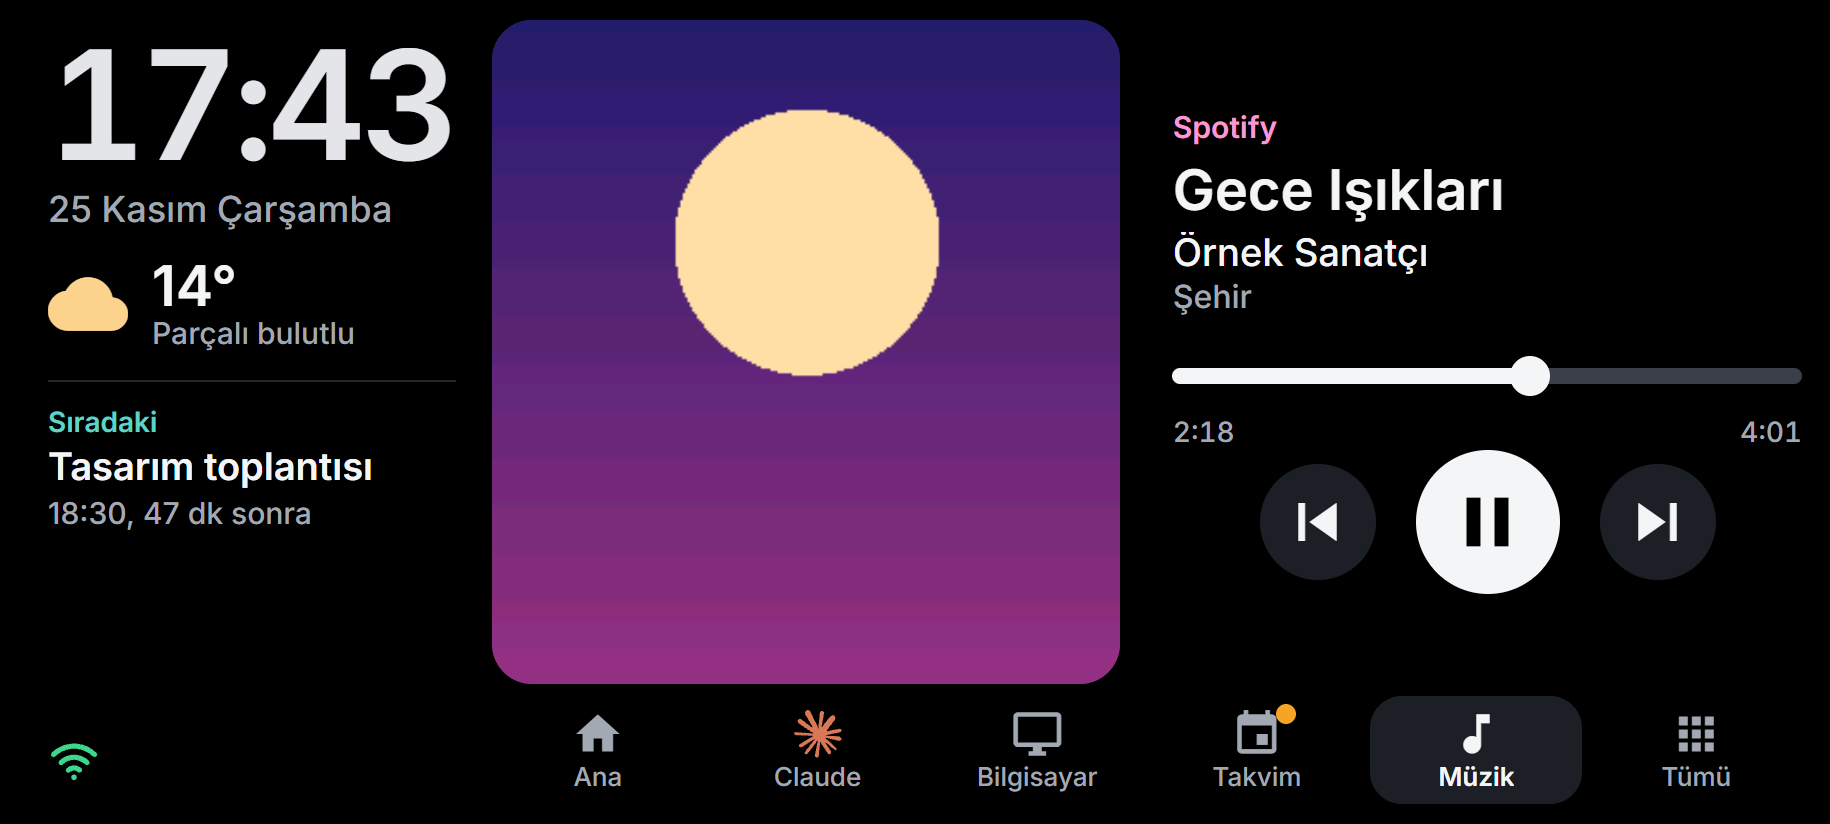 17:43
25 Kasım Çarşamba
14°
Parçalı bulutlu
Sıradaki
Tasarım toplantısı
18:30, 47 dk sonra
Spotify
Gece Işıkları
Örnek Sanatçı
Şehir
2:18
4:01
Ana
Claude
Bilgisayar
Takvim
Müzik
Tümü